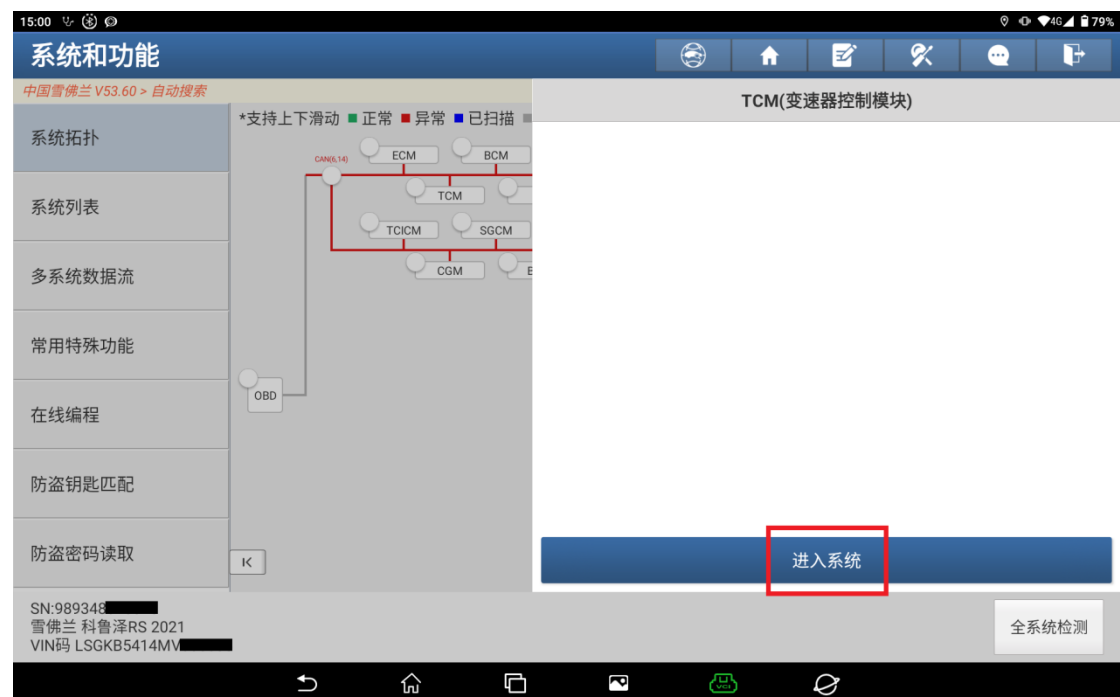 15:00
4G 79%
系统和功能
中国雪佛兰 V53.60 > 自动搜索
系统拓扑
系统列表
多系统数据流
常用特殊功能
在线编程
防盗钥匙匹配
防盗密码读取
*支持上下滑动 正常 异常 已扫描
CAN(6,14)
ECM
BCM
TCM
TCICM
SGCM
CGM
OBD
TCM(变速器控制模块)
进入系统
SN:989348
雪佛兰 科鲁泽RS 2021
VIN码 LSGKB5414MV
全系统检测
VCI